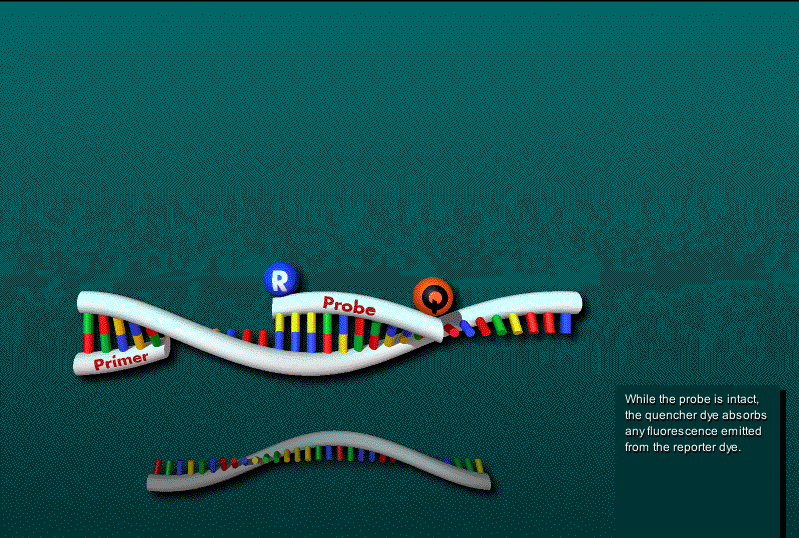 R
Probe
Q
Primer
While the probe is intact,
the quencher dye absorbs
any fluorescence emitted
from the reporter dye.